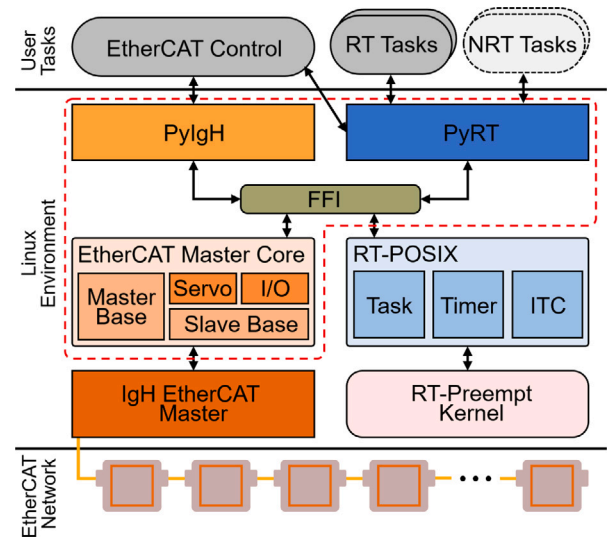 User
Tasks
EtherCAT Control
RT Tasks
NRT Tasks
Linux
Environment
PyIgH
PyRT
FFI
EtherCAT Master Core
Master
Base
Servo
I/O
Slave Base
RT-POSIX
Task
Timer
ITC
IgH EtherCAT
Master
RT-Preempt
Kernel
EtherCAT
Network